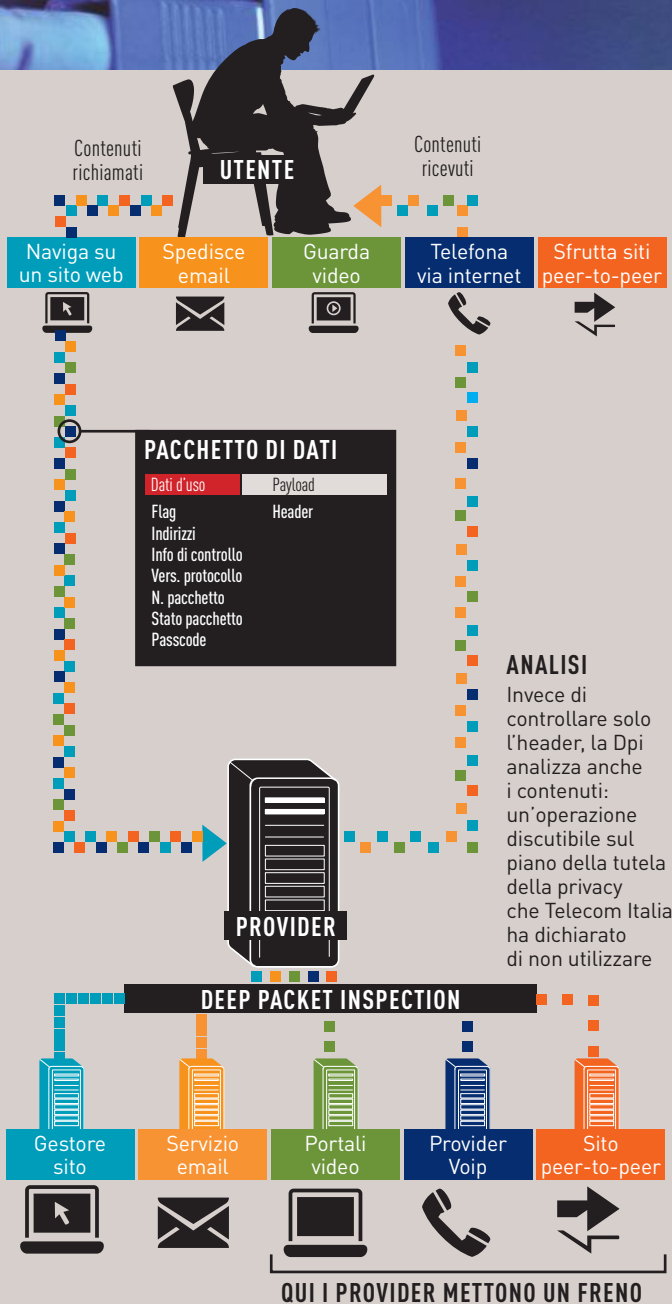 Contenuti
richiamati
UTENTE
Contenuti
ricevuti
Naviga su
un sito web
Spedisce
email
Guarda
video
Telefona
via internet
Sfrutta siti
peer-to-peer
PACCHETTO DI DATI
Dati d'uso
Payload
Flag
Header
Indirizzi
Info di controllo
Vers. protocollo
N. pacchetto
Stato pacchetto
Passcode
ANALISI
Invece di
controllare solo
l'header, la Dpi
analizza anche
i contenuti:
un'operazione
discutibile sul
piano della tutela
della privacy
che Telecom Italia
ha dichiarato
di non utilizzare
PROVIDER
DEEP PACKET INSPECTION
Gestore
sito
Servizio
email
Portali
video
Provider
Voip
Sito
peer-to-peer
QUI I PROVIDER METTONO UN FRENO